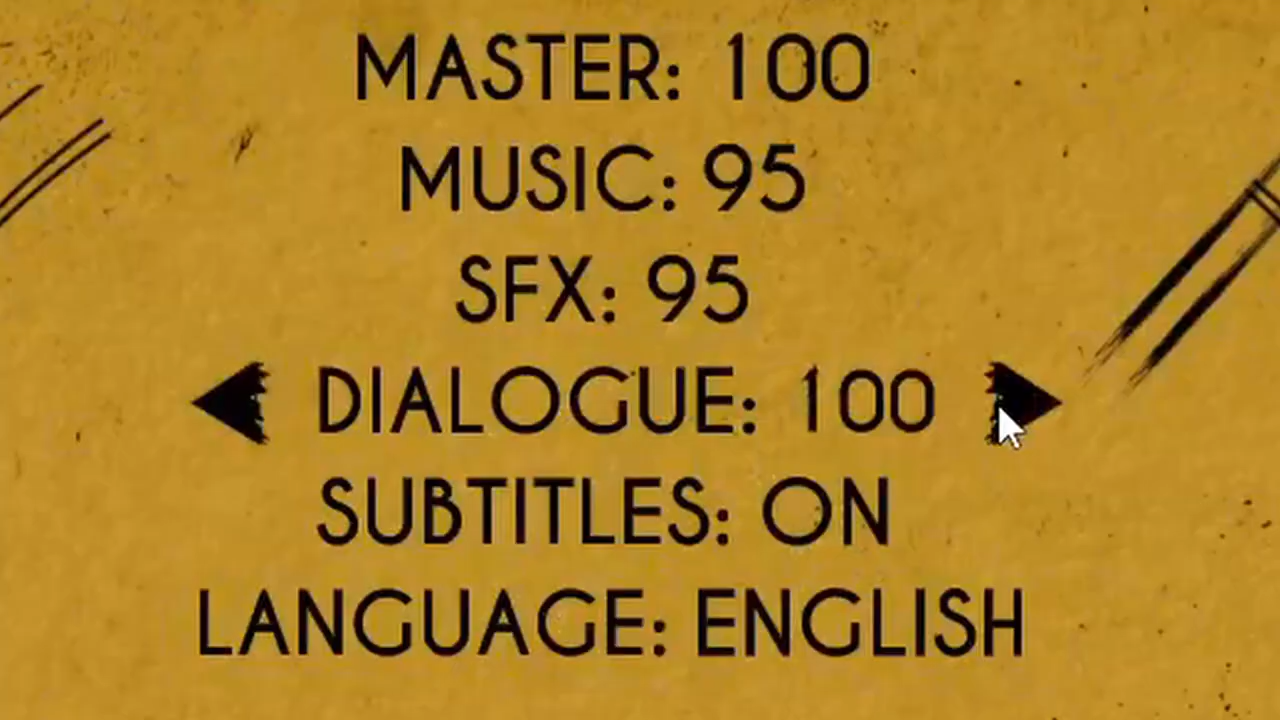 MASTER: 100
MUSIC: 95
SFX: 95
DIALOGUE: 100
SUBTITLES: ON
LANGUAGE: ENGLISH